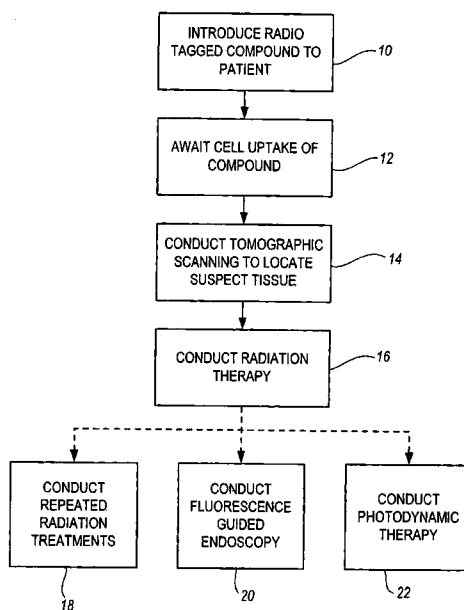 INTRODUCE RADIO
TAGGED COMPOUND TO
PATIENT
10
AWAIT CELL UPTAKE OF
COMPOUND
12
CONDUCT TOMOGRAPHIC
SCANNING TO LOCATE
SUSPECT TISSUE
14
CONDUCT RADIATION
THERAPY
16
CONDUCT
REPEATED
RADIATION
TREATMENTS
18
CONDUCT
FLUORESCENCE
GUIDED
ENDOSCOPY
20
CONDUCT
PHOTODYNAMIC
THERAPY
22